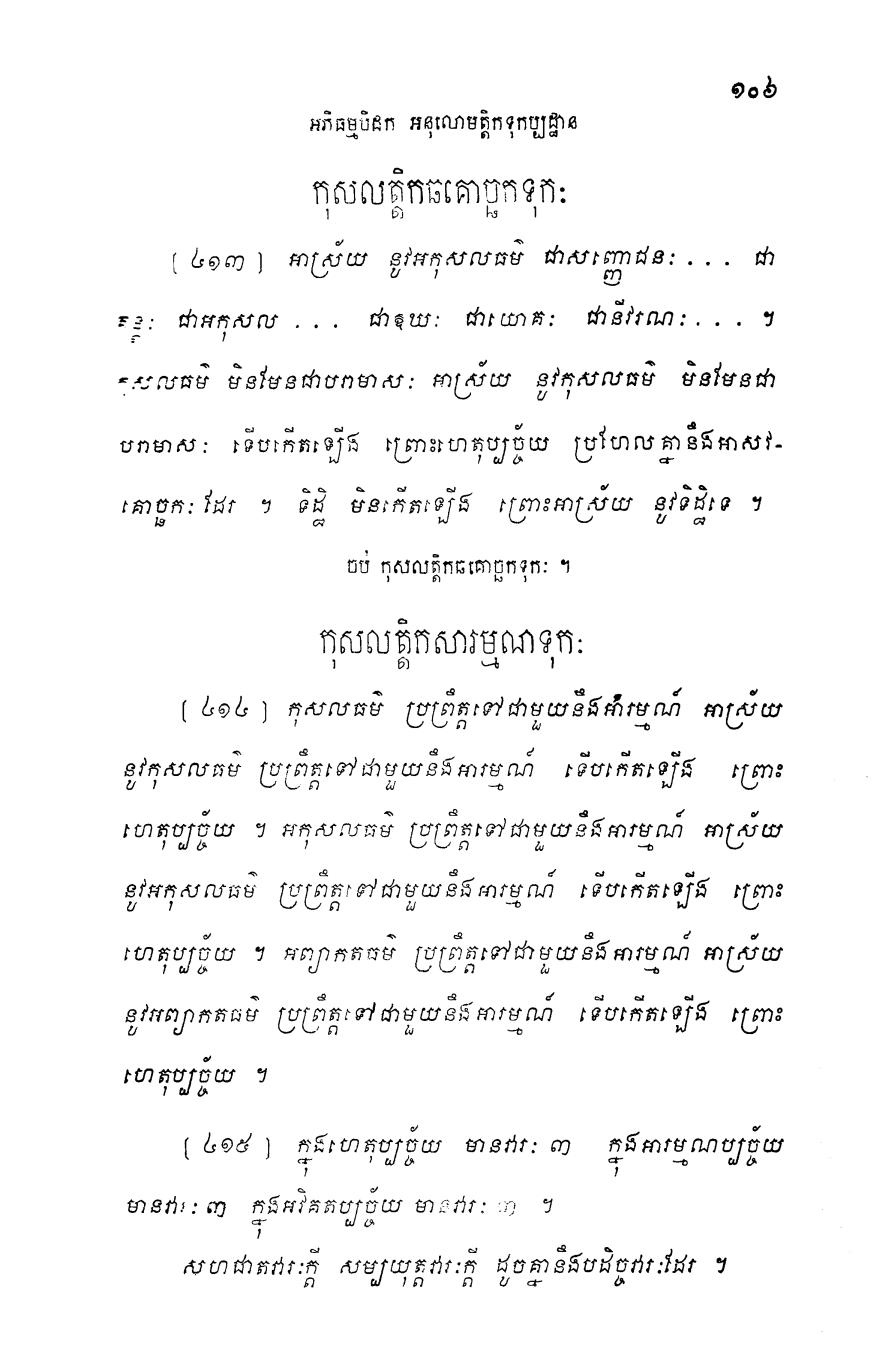 ១០៦
អភិធម្មបិដក អនុលោមត្តិកទុកប្បដ្ឋាន
កុសលត្តិកឆគោច្ឆកទុកៈ
[ ៤១៣ ] អាស្រ័យ នូវអកុសលធម៌ ជាសញ្ញោជនៈ . . . ជា
គន្ថៈ ជាអកុសល . . . ជាឱឃៈ ជាយោគៈ ជានីវរណៈ . . . ។
កុសលធម៌ មិនមែនជាបរាមាសៈ អាស្រ័យ នូវកុសលធម៌ មិនមែនជា
បរាមាសៈ ទើបកើតឡើង ព្រោះហេតុប្បច្ច័យ ប្រហែលគ្នានឹងអាសវ-
គោច្ឆកៈដែរ ។ ទិដ្ឋិ មិនកើតឡើង ព្រោះអាស្រ័យ នូវទិដ្ឋិទេ ។
ចប់ កុសលត្តិកឆគោច្ឆកទុកៈ ។
កុសលត្តិកសារម្មណទុកៈ
[ ៤១៤ ] កុសលធម៌ ប្រព្រឹត្តទៅជាមួយនឹងអារម្មណ៍ អាស្រ័យ
នូវកុសលធម៌ ប្រព្រឹត្តទៅជាមួយនឹងអារម្មណ៍ ទើបកើតឡើង ព្រោះ
ហេតុប្បច្ច័យ ។ អកុសលធម៌ ប្រព្រឹត្តទៅជាមួយនឹងអារម្មណ៍ អាស្រ័យ
នូវអកុសលធម៌ ប្រព្រឹត្តទៅជាមួយនឹងអារម្មណ៍ ទើបកើតឡើង ព្រោះ
ហេតុប្បច្ច័យ ។ អព្យាកតធម៌ ប្រព្រឹត្តទៅជាមួយនឹងអារម្មណ៍ អាស្រ័យ
នូវអព្យាកតធម៌ ប្រព្រឹត្តទៅជាមួយនឹងអារម្មណ៍ ទើបកើតឡើង ព្រោះ
ហេតុប្បច្ច័យ ។
[ ៤១៥ ] ក្នុងហេតុប្បច្ច័យ មានវារៈ ៣ ក្នុងអារម្មណប្បច្ច័យ
មានវារៈ ៣ ក្នុងអវិគតប្បច្ច័យ មានវារៈ ៣ ។
សហជាតវារៈក្តី សម្បយុត្តវារៈក្តី ដូចគ្នានឹងបដិច្ចវារៈដែរ ។